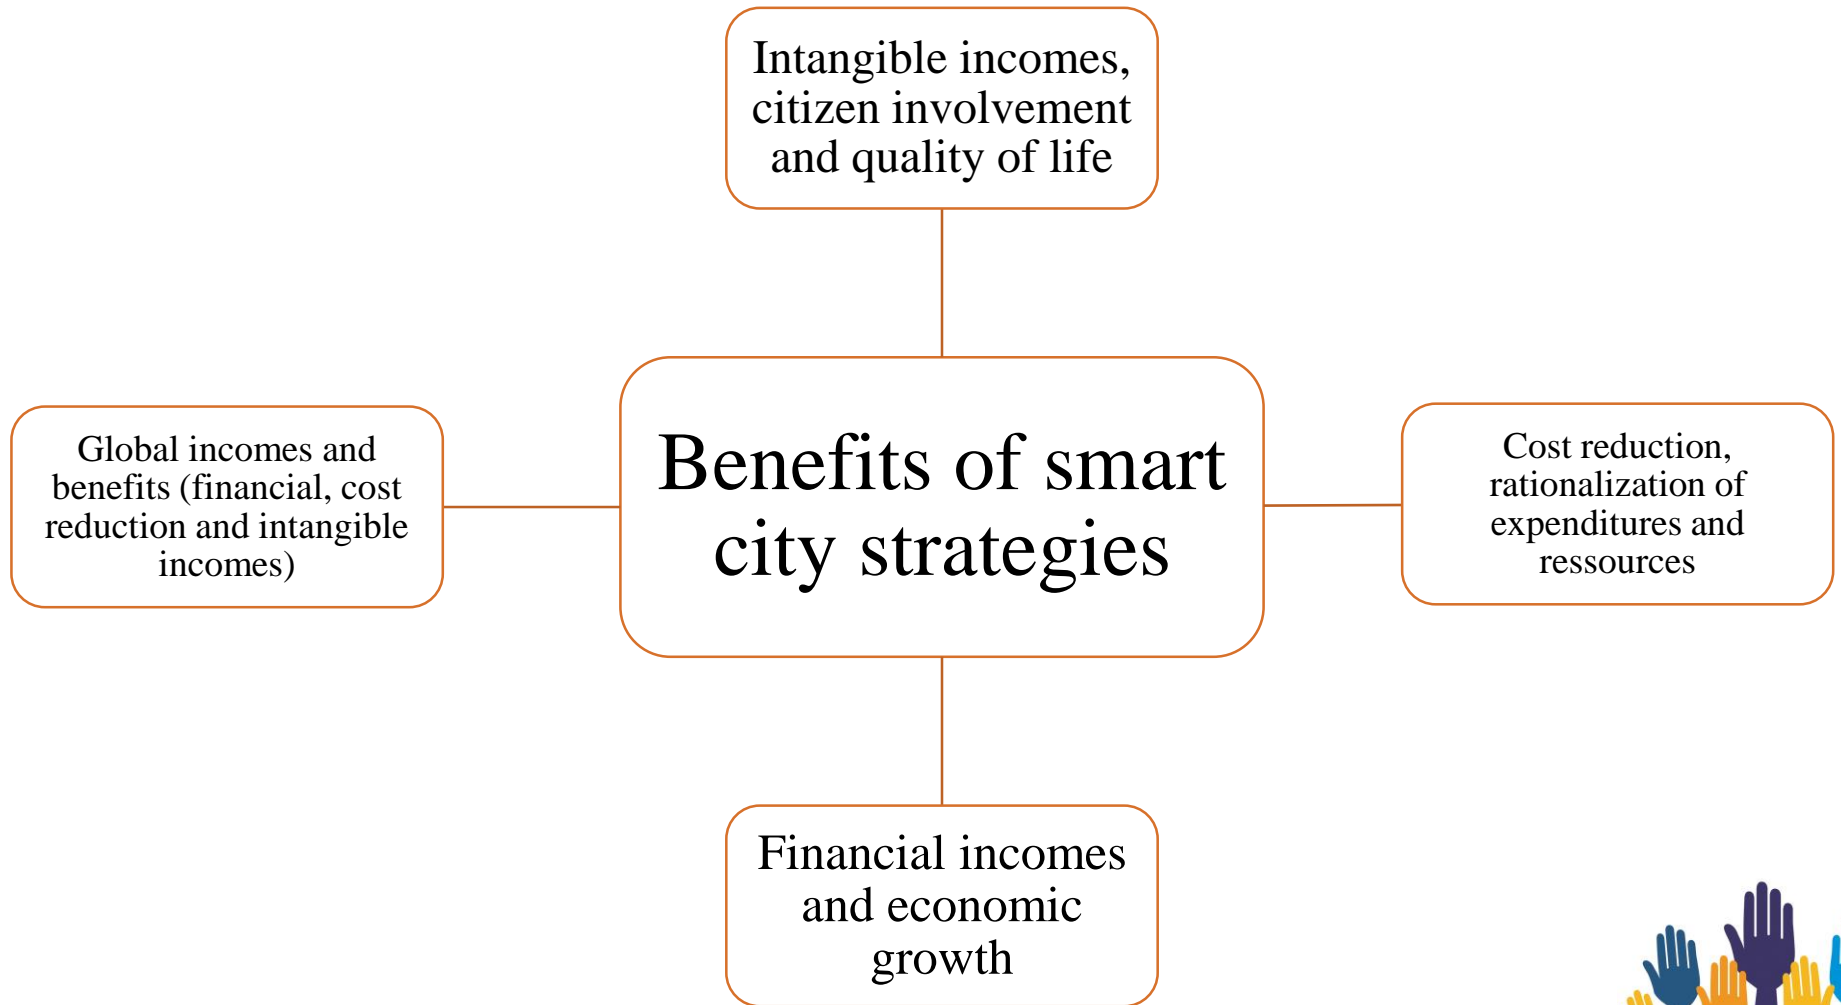 Intangible incomes,
citizen involvement
and quality of life
Global incomes and
benefits (financial, cost
reduction and intangible
incomes)
Benefits of smart
city strategies
Cost reduction,
rationalization of
expenditures and
ressources
Financial incomes
and economic
growth